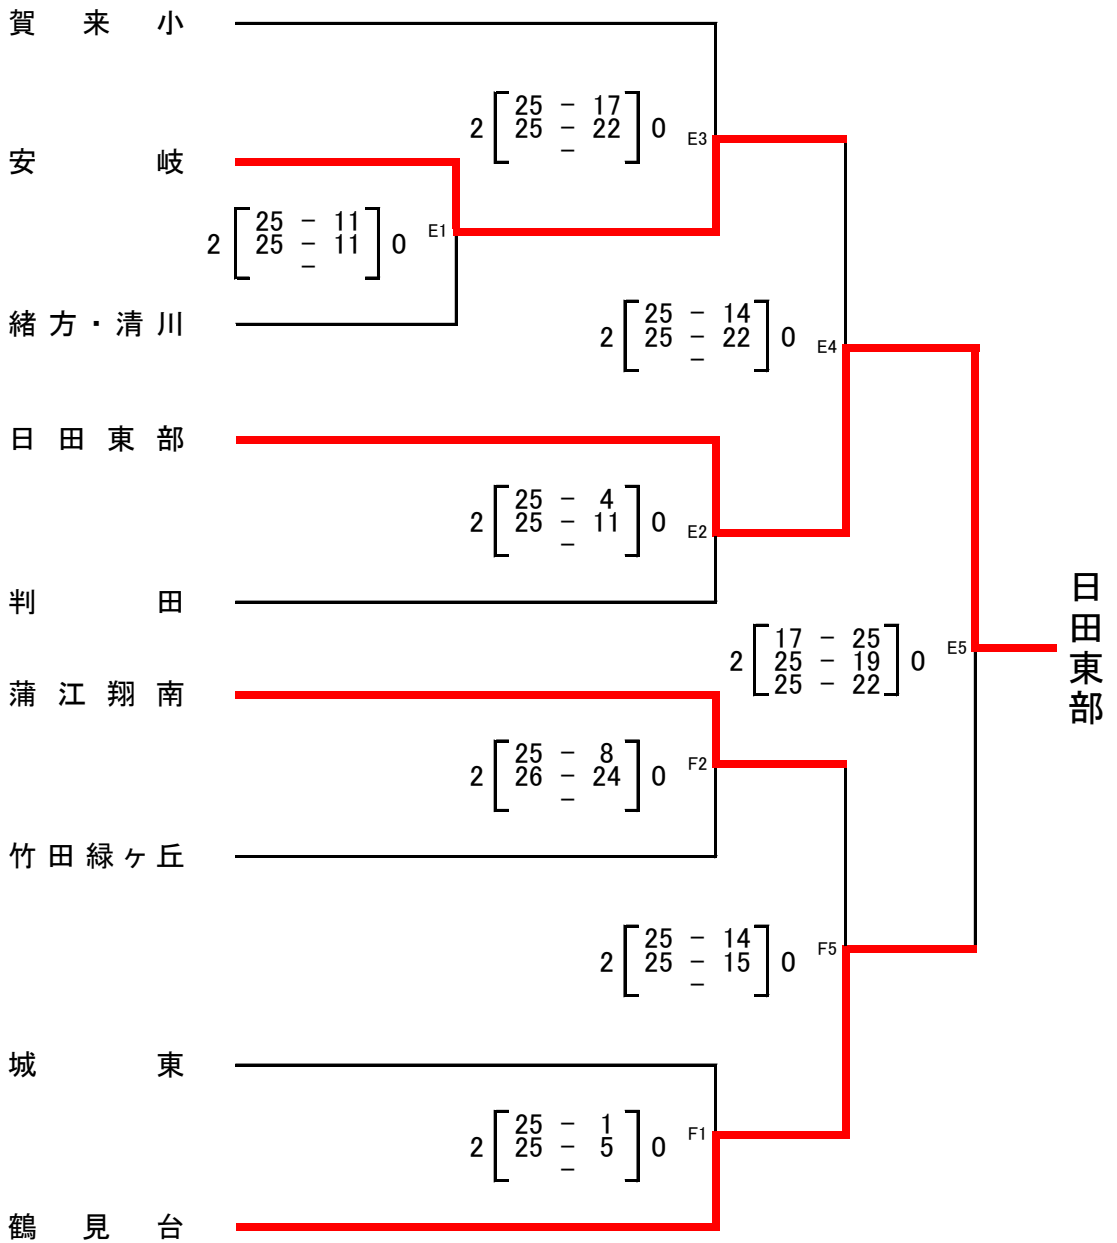 賀来小
25 - 17
2 25 - 22 0 E3
-
安岐
25 - 11
2 25 - 11 0 E1
-
緒方・清川
25 - 14
2 25 - 22 0 E4
-
日田東部
25 - 4
2 25 - 11 0 E2
-
判田
17 - 25
2 25 - 19 0 E5
25 - 22
日田東部
蒲江翔南
25 - 8
2 26 - 24 0 F2
-
竹田緑ヶ丘
25 - 14
2 25 - 15 0 F5
-
城東
25 - 1
2 25 - 5 0 F1
-
鶴見台